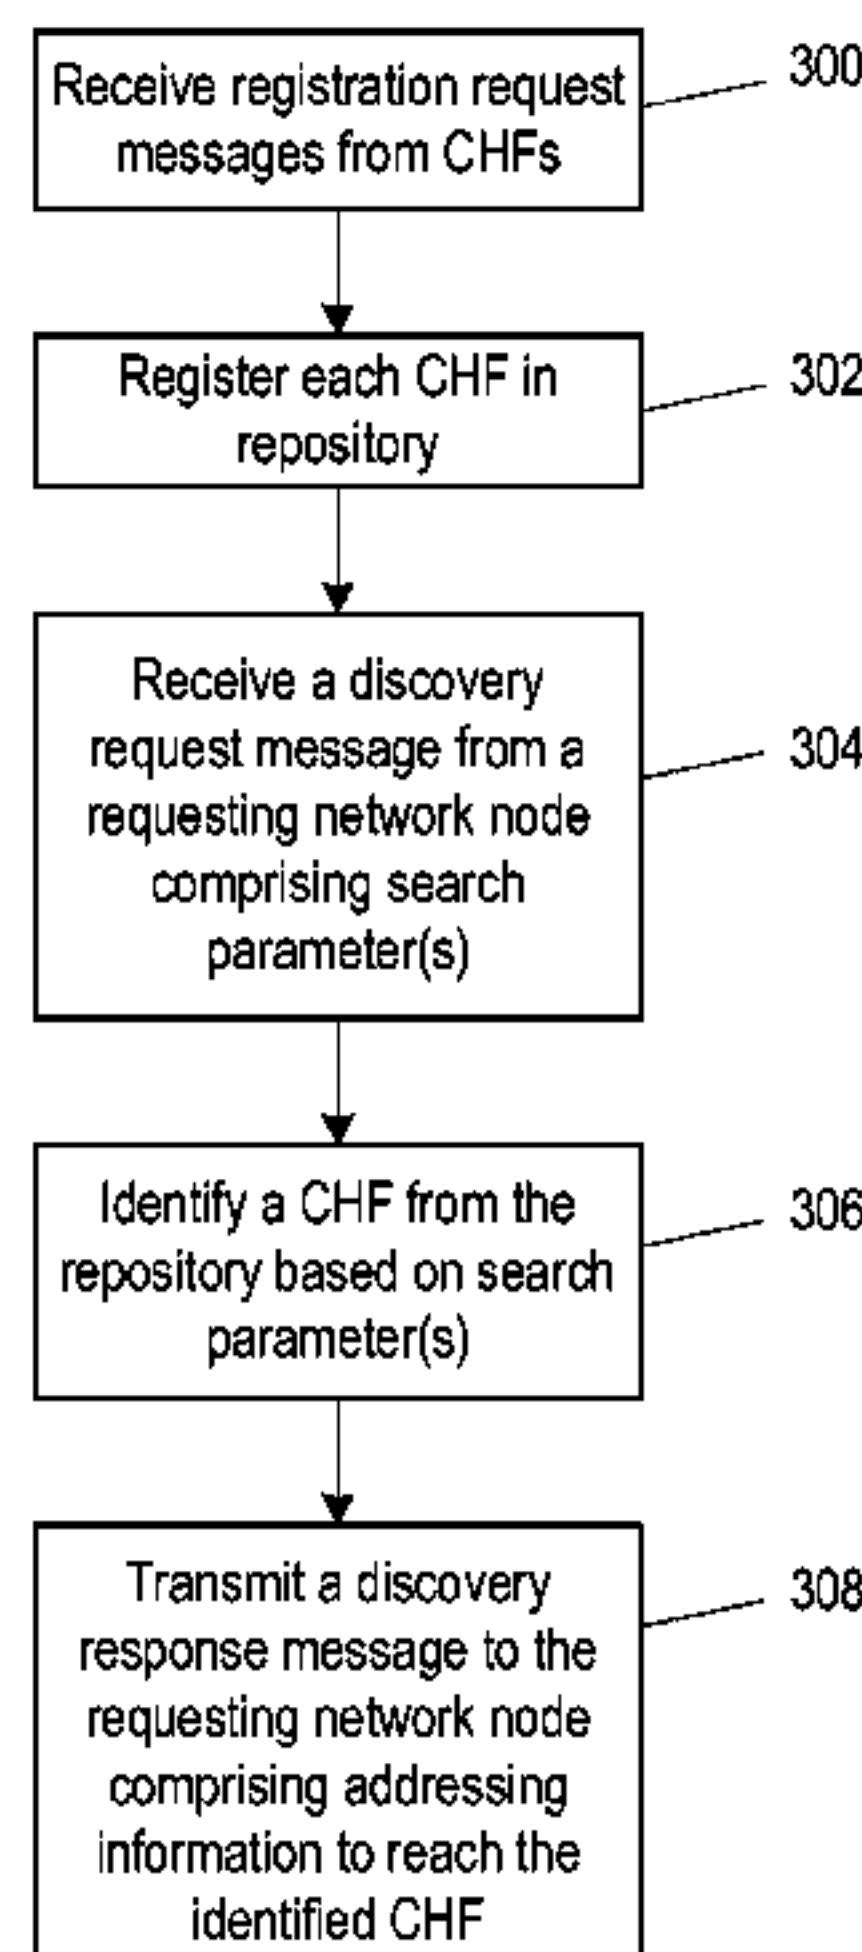 Receive registration request
messages from CHFs
300
Register each CHF in
repository
302
Receive a discovery
request message from a
requesting network node
comprising search
parameter(s)
304
Identify a CHF from the
repository based on search
parameter(s)
306
Transmit a discovery
response message to the
requesting network node
comprising addressing
information to reach the
identified CHF
308